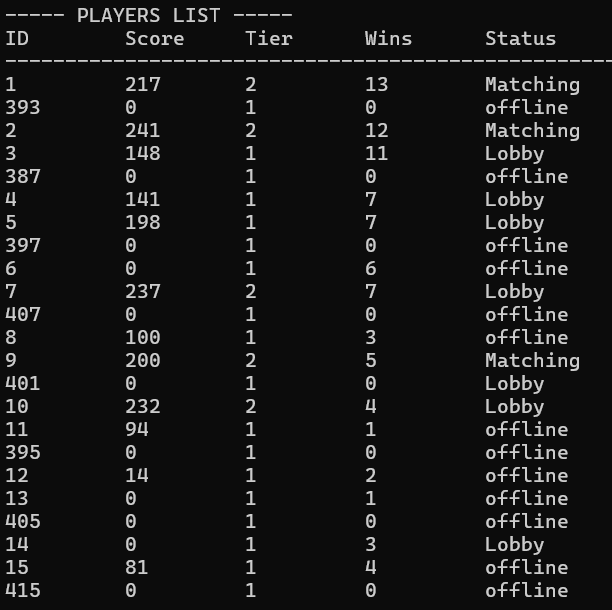 ----- PLAYERS LIST -----
ID Score Tier Wins Status
---------------------------------------------------
1 217 2 13 Matching
393 0 1 0 offline
2 241 2 12 Matching
3 148 1 11 Lobby
387 0 1 0 offline
4 141 1 7 Lobby
5 198 1 7 Lobby
397 0 1 0 offline
6 0 1 6 offline
7 237 2 7 Lobby
407 0 1 0 offline
8 100 1 3 offline
9 200 2 5 Matching
401 0 1 0 Lobby
10 232 2 4 Lobby
11 94 1 1 offline
395 0 1 0 offline
12 14 1 2 offline
13 0 1 1 offline
405 0 1 0 offline
14 0 1 3 Lobby
15 81 1 4 offline
415 0 1 0 offline